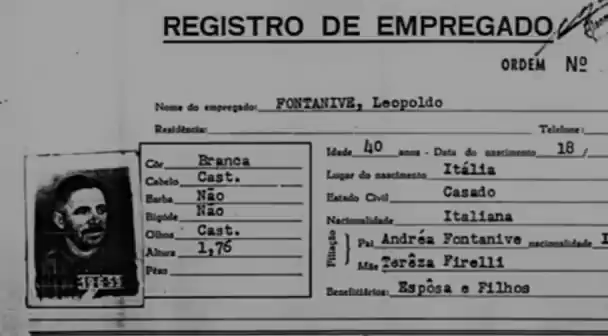 REGISTRO DE EMPREGADO
ORDEM Nº
Nome do empregado: FONTANIVE, Leopoldo
Residência: Telefone:
Idade 40 anos - Data do nascimento 18 /
Côr Branca
Lugar do nascimento Itália
Cabelo Cast.
Estado Civil Casado
Barba Não
Bigóde Não
Nacionalidade Italiana
Olhos Cast.
Altura 1,76
Pêso
Filiação
Pai Andréa Fontanive nacionalidade I
Mãe Terêza Firelli
Beneficiários: Espôsa e Filhos